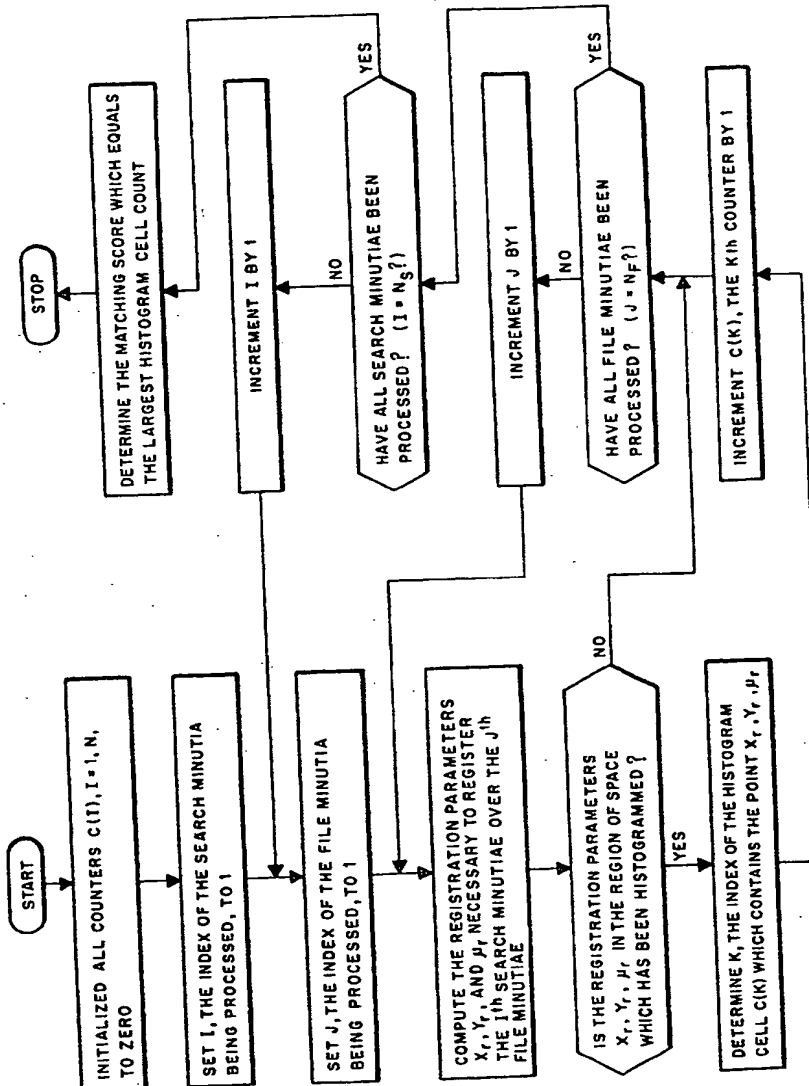 START
INITIALIZED ALL COUNTERS C(I), I = 1, N,
TO ZERO
SET I, THE INDEX OF THE SEARCH MINUTIA
BEING PROCESSED, TO 1
SET J, THE INDEX OF THE FILE MINUTIA
BEING PROCESSED, TO 1
COMPUTE THE REGISTRATION PARAMETERS
Xr, Yr, AND μr NECESSARY TO REGISTER
THE Ith SEARCH MINUTIAE OVER THE Jth
FILE MINUTIAE
IS THE REGISTRATION PARAMETERS
Xr, Yr, μr IN THE REGION OF SPACE
WHICH HAS BEEN HISTOGRAMMED?
NO
YES
DETERMINE K, THE INDEX OF THE HISTOGRAM
CELL C(K) WHICH CONTAINS THE POINT Xr, Yr, μr
STOP
DETERMINE THE MATCHING SCORE WHICH EQUALS
THE LARGEST HISTOGRAM CELL COUNT
INCREMENT I BY 1
NO
HAVE ALL SEARCH MINUTIAE BEEN
PROCESSED? (I = NS?)
YES
INCREMENT J BY 1
NO
HAVE ALL FILE MINUTIAE BEEN
PROCESSED? (J = NF?)
YES
INCREMENT C(K), THE Kth COUNTER BY 1